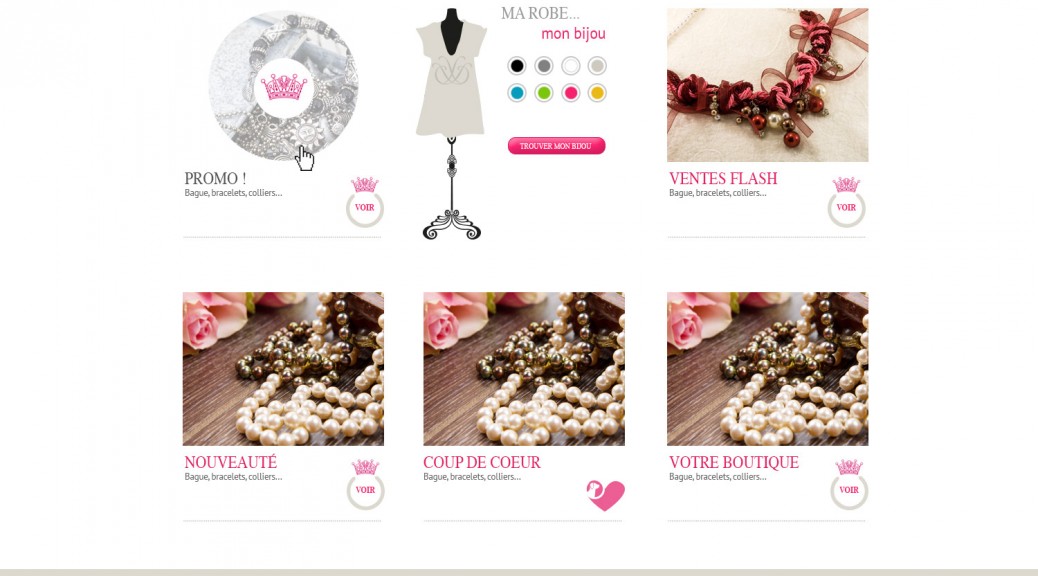 MA ROBE...
mon bijou
TROUVER MON BIJOU
PROMO !
Bague, bracelets, colliers...
VOIR
VENTES FLASH
Bague, bracelets, colliers...
VOIR
NOUVEAUTÉ
Bague, bracelets, colliers...
VOIR
COUP DE COEUR
Bague, bracelets, colliers...
VOTRE BOUTIQUE
Bague, bracelets, colliers...
VOIR